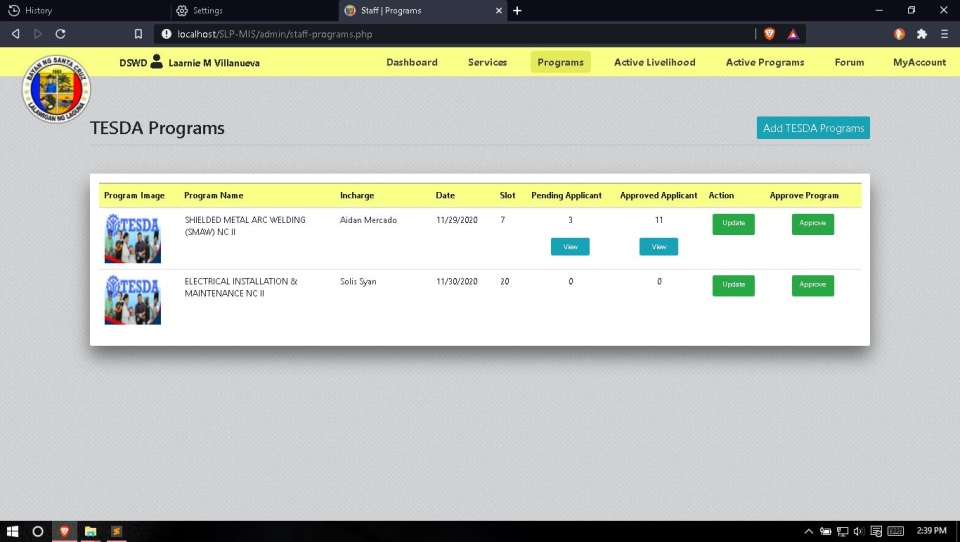 History
Settings
Staff | Programs
localhost/SLP-MIS/admin/staff-programs.php
BAYAN NG SANTA CRUZ
LALAWIGAN NG LAGUNA
DSWD Laarnie M Villanueva
Dashboard
Services
Programs
Active Livelihood
Active Programs
Forum
MyAccount
TESDA Programs
Add TESDA Programs
Program Image Program Name Incharge Date Slot Pending Applicant Approved Applicant Action Approve Program
TESDA
SHIELDED METAL ARC WELDING
(SMAW) NC II
Aidan Mercado 11/29/2020 7 3 11 Update Approve
View View
TESDA
ELECTRICAL INSTALLATION &
MAINTENANCE NC II
Solis Syan 11/30/2020 20 0 0 Update Approve
2:39 PM